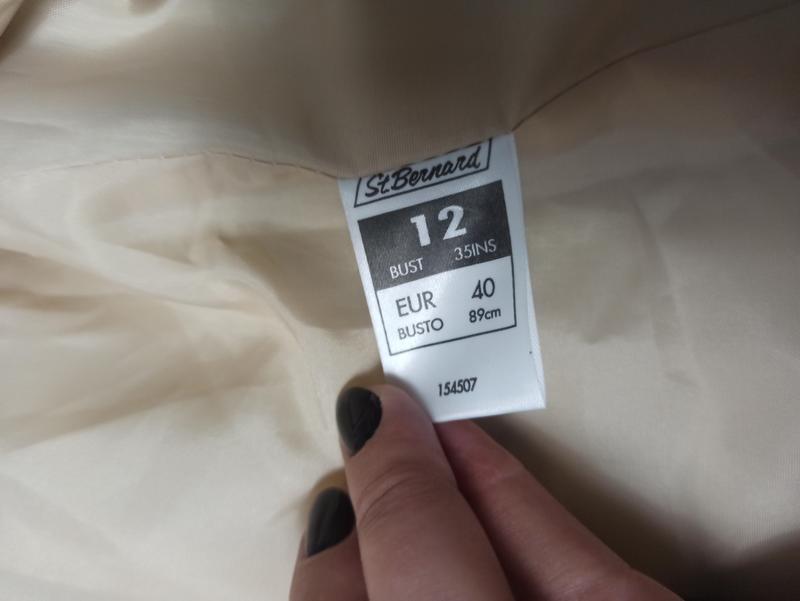 St.Bernard
12
BUST 35INS
EUR 40
BUSTO 89cm
154507